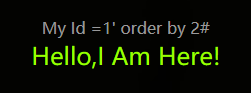 My Id =1' order by 2#
Hello,I Am Here!